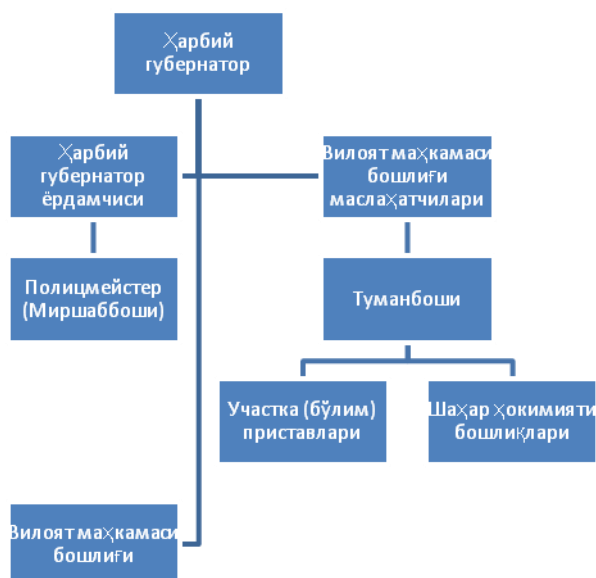 Ҳарбий
губернатор
Ҳарбий
губернатор
ёрдамчиси
Вилоят маҳкамаси
бошлиғи
маслаҳатчилари
Полицмейстер
(Миршаббоши)
Туманбоши
Участка (бўлим)
приставлари
Шаҳар ҳокимияти
бошлиқлари
Вилоят маҳкамаси
бошлиғи